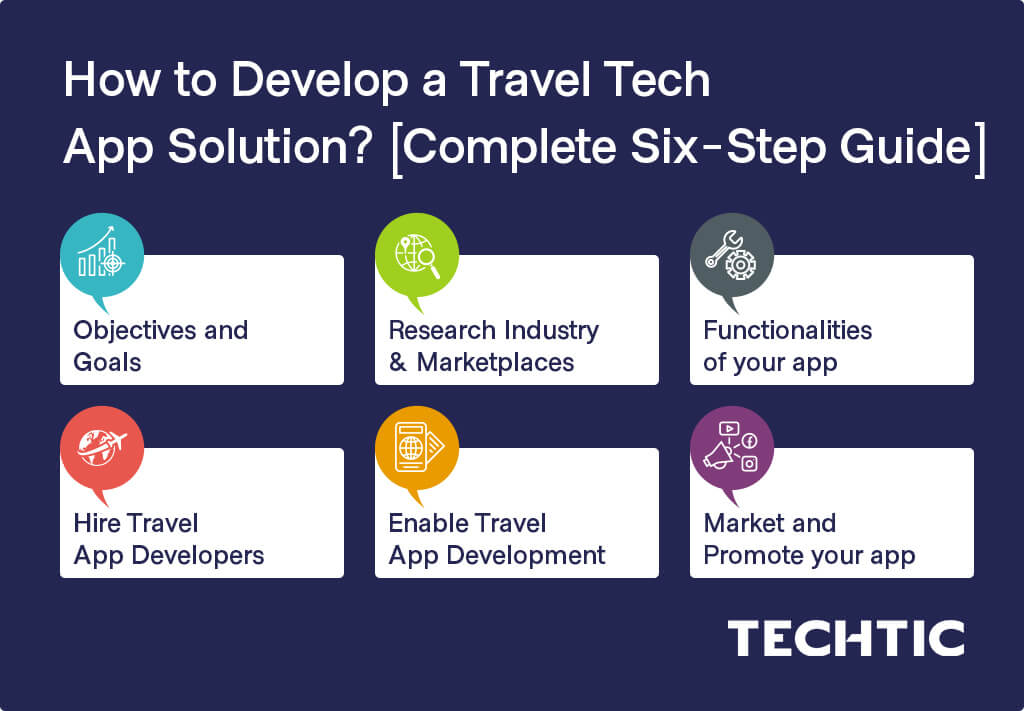 How to Develop a Travel Tech
App Solution? [Complete Six-Step Guide]
Objectives and
Goals
Research Industry
& Marketplaces
Functionalities
of your app
Hire Travel
App Developers
Enable Travel
App Development
Market and
Promote your app
TECHTIC